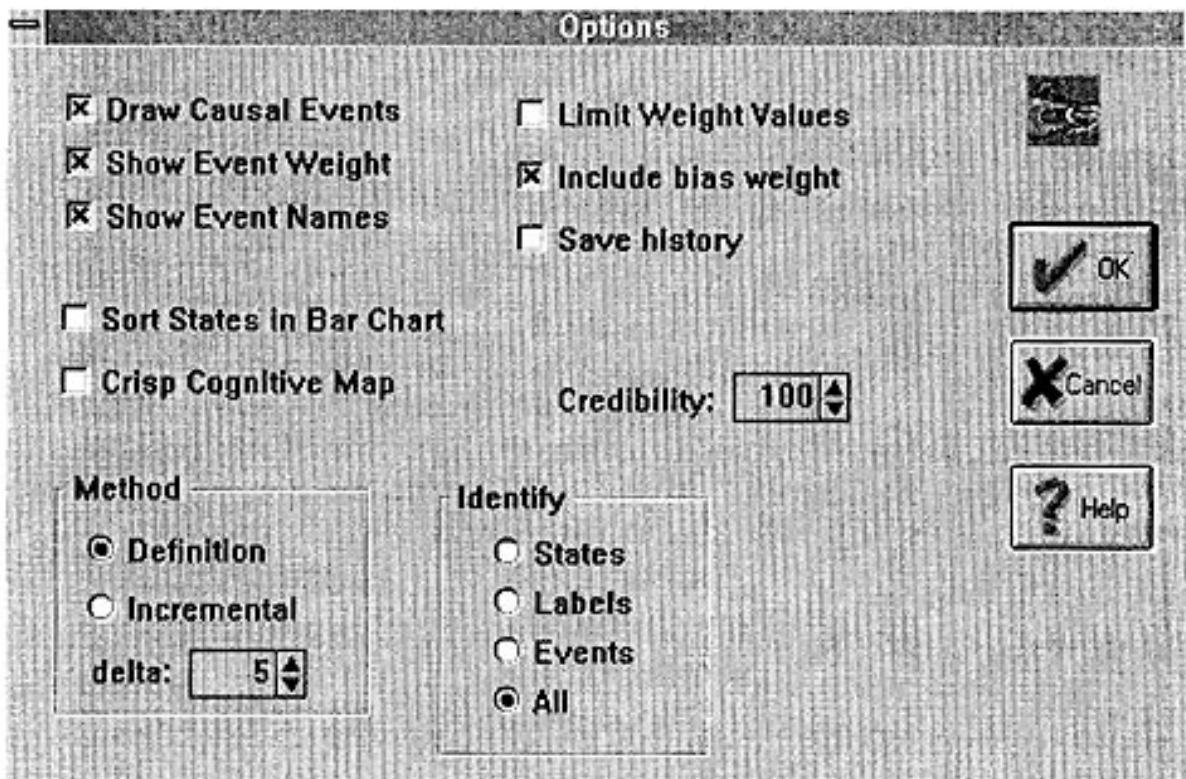 Options
Draw Causal Events
Show Event Weight
Show Event Names
Sort States in Bar Chart
Crisp Cognitive Map
Limit Weight Values
Include bias weight
Save history
Credibility: 100
Method
Definition
Incremental
delta: 5
Identify
States
Labels
Events
All
OK
Cancel
Help